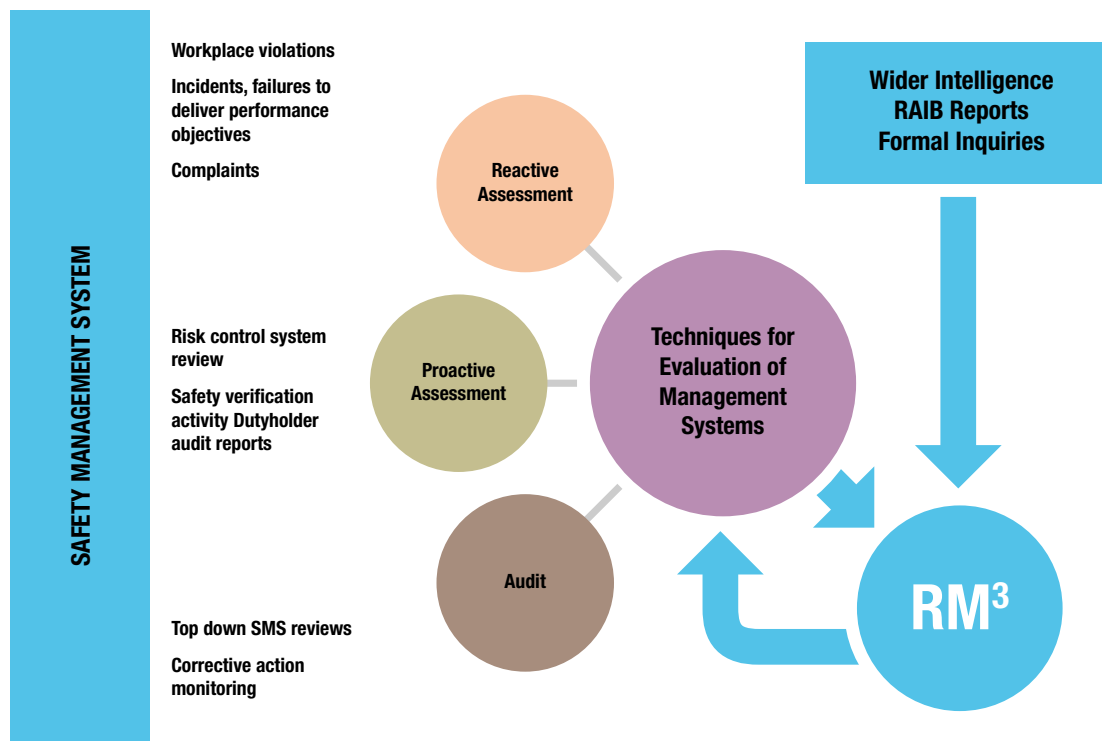 SAFETY MANAGEMENT SYSTEM
Workplace violations
Incidents, failures to
deliver performance
objectives
Complaints
Risk control system
review
Safety verification
activity Dutyholder
audit reports
Top down SMS reviews
Corrective action
monitoring
Reactive
Assessment
Proactive
Assessment
Audit
Techniques for
Evaluation of
Management
Systems
Wider Intelligence
RAIB Reports
Formal Inquiries
RM³